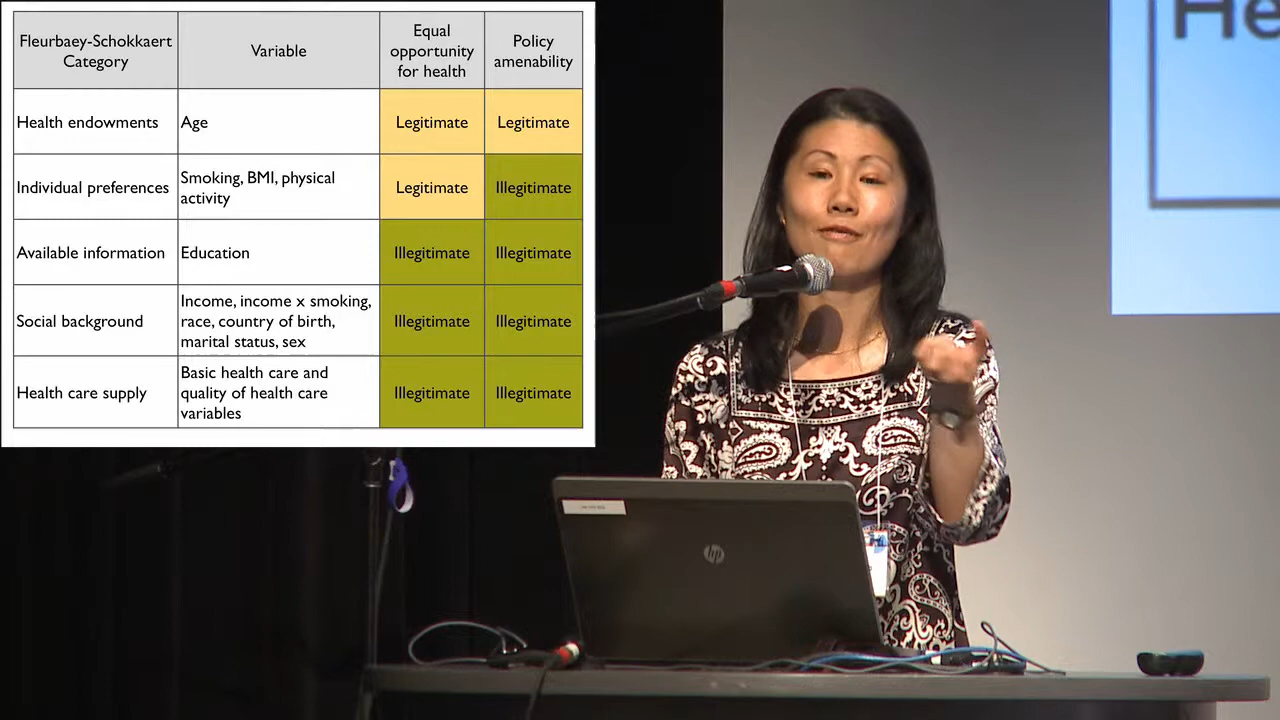 Fleurbaey-Schokkaert
Category
Variable
Equal
opportunity
for health
Policy
amenability
Health endowments
Age
Legitimate
Legitimate
Individual preferences
Smoking, BMI, physical
activity
Legitimate
Illegitimate
Available information
Education
Illegitimate
Illegitimate
Social background
Income, income x smoking,
race, country of birth,
marital status, sex
Illegitimate
Illegitimate
Health care supply
Basic health care and
quality of health care
variables
Illegitimate
Illegitimate
He
hp